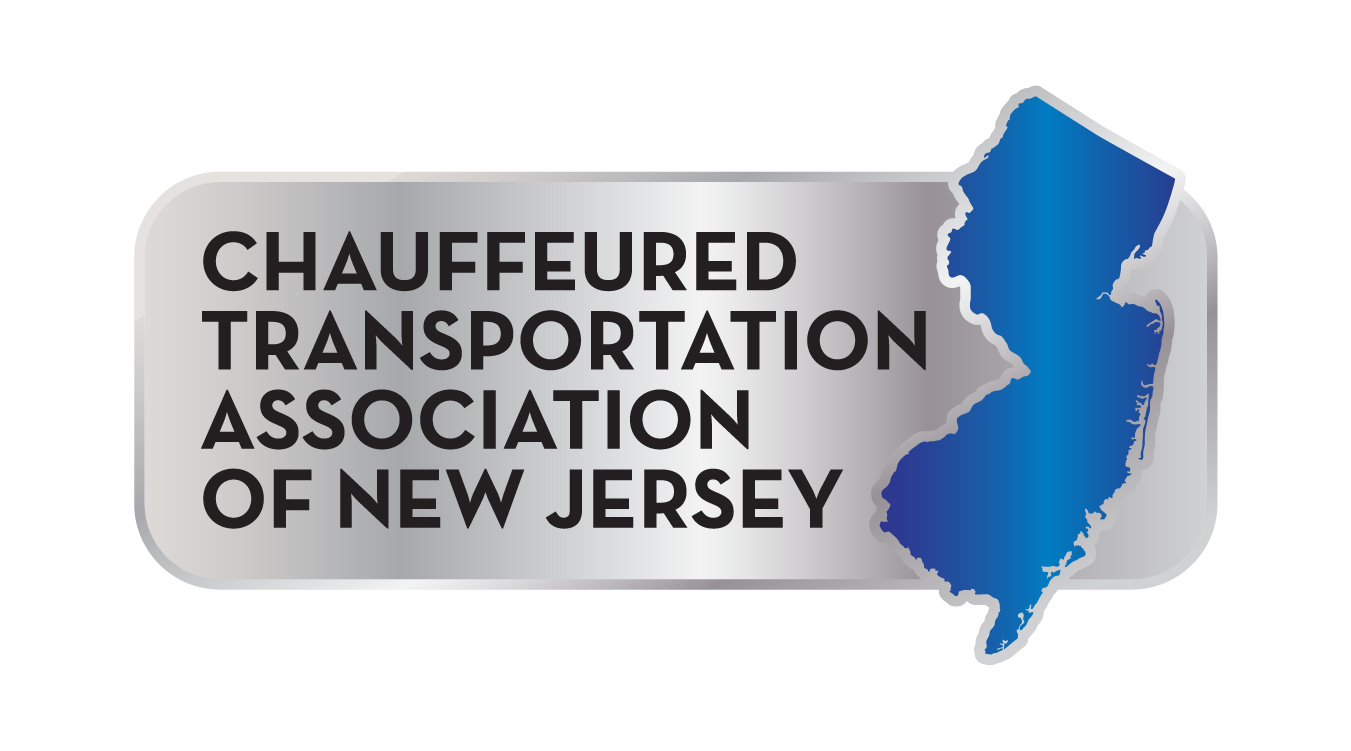 CHAUFFEURED
TRANSPORTATION
ASSOCIATION
OF NEW JERSEY